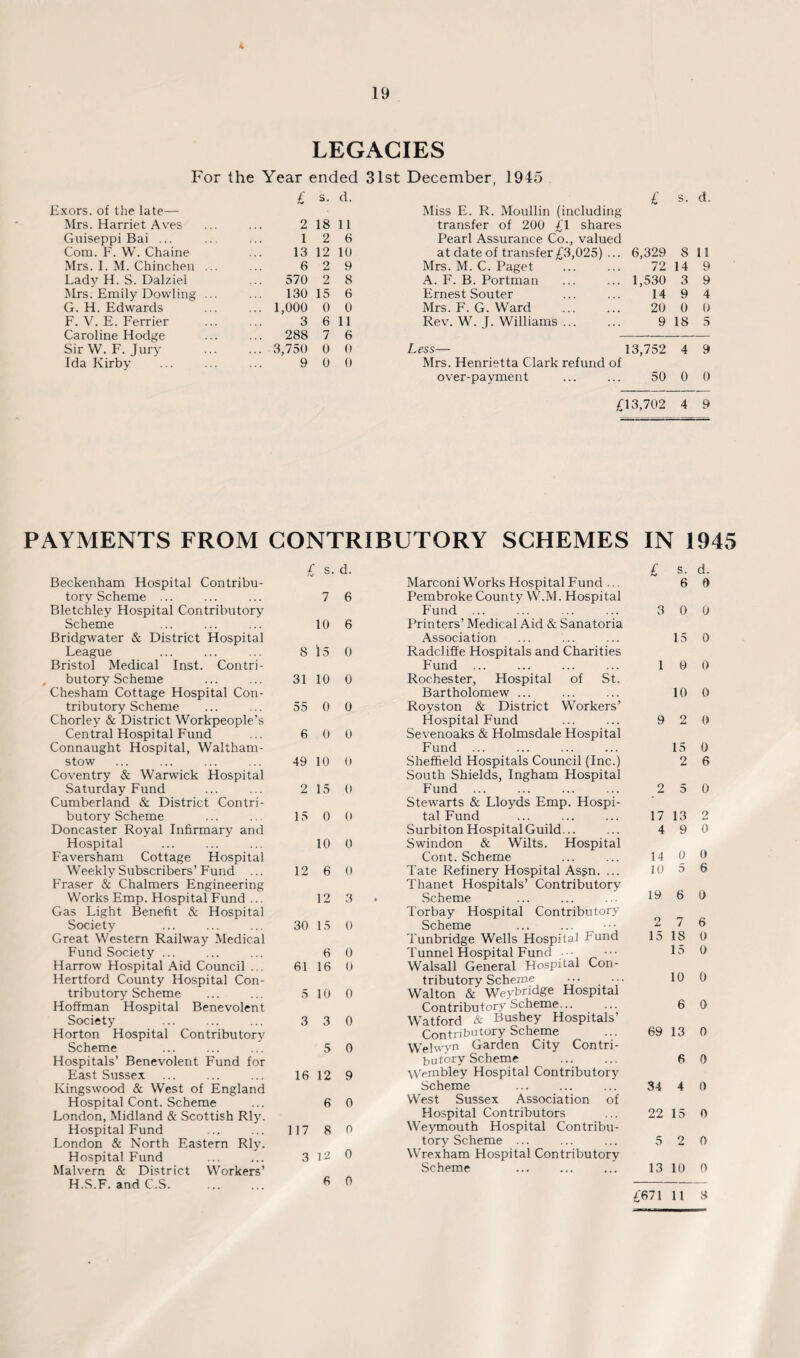 19
LEGACIES
For the Year ended 31st December, 1945
£ s. d.
Exors. of the late—
Mrs. Harriet Aves ... ... 2 18 11
Guiseppi Bai ... ... ... 1 2 6
Com. F. W. Chaine ... 13 12 10
Mrs. I. M. Chinchen ... ... 6 2 9
Lady H. S. Dalziel ... 570 2 8
Mrs. Emily Dowling ... ... 130 15 6
G. H. Edwards ... ... 1,000 0 0
F. V. E. Ferrier ... ... 3 6 11
Caroline Hodge ... 288 7 6
Sir W. F. Jury ... ... 3,750 0 0
Ida Kirby ... ... ... 9 0 0
£ s. d.
Miss E. R. Moullin (including
transfer of 200 £1 shares
Pearl Assurance Co., valued
at date of transfer £3,025) ... 6,329 8 11
Mrs. M. C. Paget ... ... 72 14 9
A. F. B. Portman ... ... 1,530 3 9
Ernest Souter ... ... 14 9 4
Mrs. F. G. Ward ... ... 20 0 0
Rev. W. J. Williams ... ... 9 18 5
Less— 13,752 4 9
Mrs. Henrietta Clark refund of
over-payment ... ... 50 0 0
£13,702 4 9
PAYMENTS FROM CONTRIBUTORY SCHEMES IN 1945
£ s. d.
Beckenham Hospital Contribu-
tory Scheme ... ... ... 7 6
Bletchley Hospital Contributory
Scheme ... ... ... 10 6
Bridgwater & District Hospital
League ... ... ... 8 15 0
Bristol Medical Inst. Contri-
butory Scheme ... ... 31 10 0
Chesham Cottage Hospital Con-
tributory Scheme ... ... 55 0 0
Chorley & District Workpeople's
Central Hospital Fund ... 6 0 0
Connaught Hospital, Waltham-
stow ... ... ... ... 49 10 0
Coventry & Warwick Hospital
Saturday Fund ... ... 2 15 0
Cumberland & District Contri-
butory Scheme ... ... 15 0 0
Doncaster Royal Infirmary and
Hospital ... ... ... 10 0
Faversham Cottage Hospital
Weekly Subscribers' Fund ... 12 6 0
Fraser & Chalmers Engineering
Works Emp. Hospital Fund ... 12 3
Gas Light Benefit & Hospital
Society ... ... ... 30 15 0
Great Western Railway Medical
Fund Society ... ... ... 6 0
Harrow Hospital Aid Council ... 61 16 0
Hertford County Hospital Con-
tributory Scheme ... ... 5 10 0
Hoffman Hospital Benevolent
Society ... ... ... 3 3 0
Horton Hospital Contributory
Scheme ... ... ... 5 0
Hospitals' Benevolent Fund for
East Sussex ... ... ... 16 12 9
Kingswood & West of England
Hospital Cont. Scheme ... 6 0
London, Midland & Scottish Rly.
Hospital Fund ... ... 117 8 0
London & North Eastern Rly.
Hospital Fund ... ... 3 12 0
Malvern & District Workers'
H.S.F. and C.S. ... ... 6 0
£ s. d.
Marconi Works Hospital Fund ... 6 0
Pembroke County W.M. Hospital
Fund ... ... ... ... 3 0 0
Printers' Medical Aid & Sanatoria
Association ... ... ... 15 0
Radcliffe Hospitals and Charities
Fund ... ... ... ... 1 0 0
Rochester, Hospital of St.
Bartholomew ... ... ... 10 0
Royston & District Workers'
Hospital Fund ... ... 9 2 0
Sevenoaks & Holmsdale Hospital
Fund ... ... ... ... 15 0
Sheffield Hospitals Council (Inc.) 2 6
South Shields, Ingham Hospital
Fund ... ... ... ... 2 5 0
Stewarts & Lloyds Emp. Hospi-
tal Fund ... ... ... 17 13 2
Surbiton Hospital Guild... ... 4 9 0
Swindon & Wilts. Hospital
Cont. Scheme ... ... 14 0 0
Tate Refinery Hospital Assn. ... 10 5 6
Thanet Hospitals' Contributory
Scheme ... ... ... 19 6 0
Torbay Hospital Contributory
Scheme ... ... ... 2 7 6
Tunbridge Wells Hospital Fund 15 18 0
Tunnel Hospital Fund ... ... 15 0
Walsall General Hospital Con-
tributory Scheme ... ... 10 0
Walton & Weybridge Hospital
Contributory Scheme... ... 6 0
Watford & Bushey Hospitals'
Contributory Scheme ... 69 13 0
Welwyn Garden City Contri-
butory Scheme ... ... 6 0
Wembley Hospital Contributory
Scheme ... ... ... 34 4 0
West Sussex Association of
Hospital Contributors ... 22 15 0
Weymouth Hospital Contribu-
tory Scheme ... ... ... 5 2 0
Wrexham Hospital Contributory
Scheme ... ... ... 13 10 0
£671 11 8